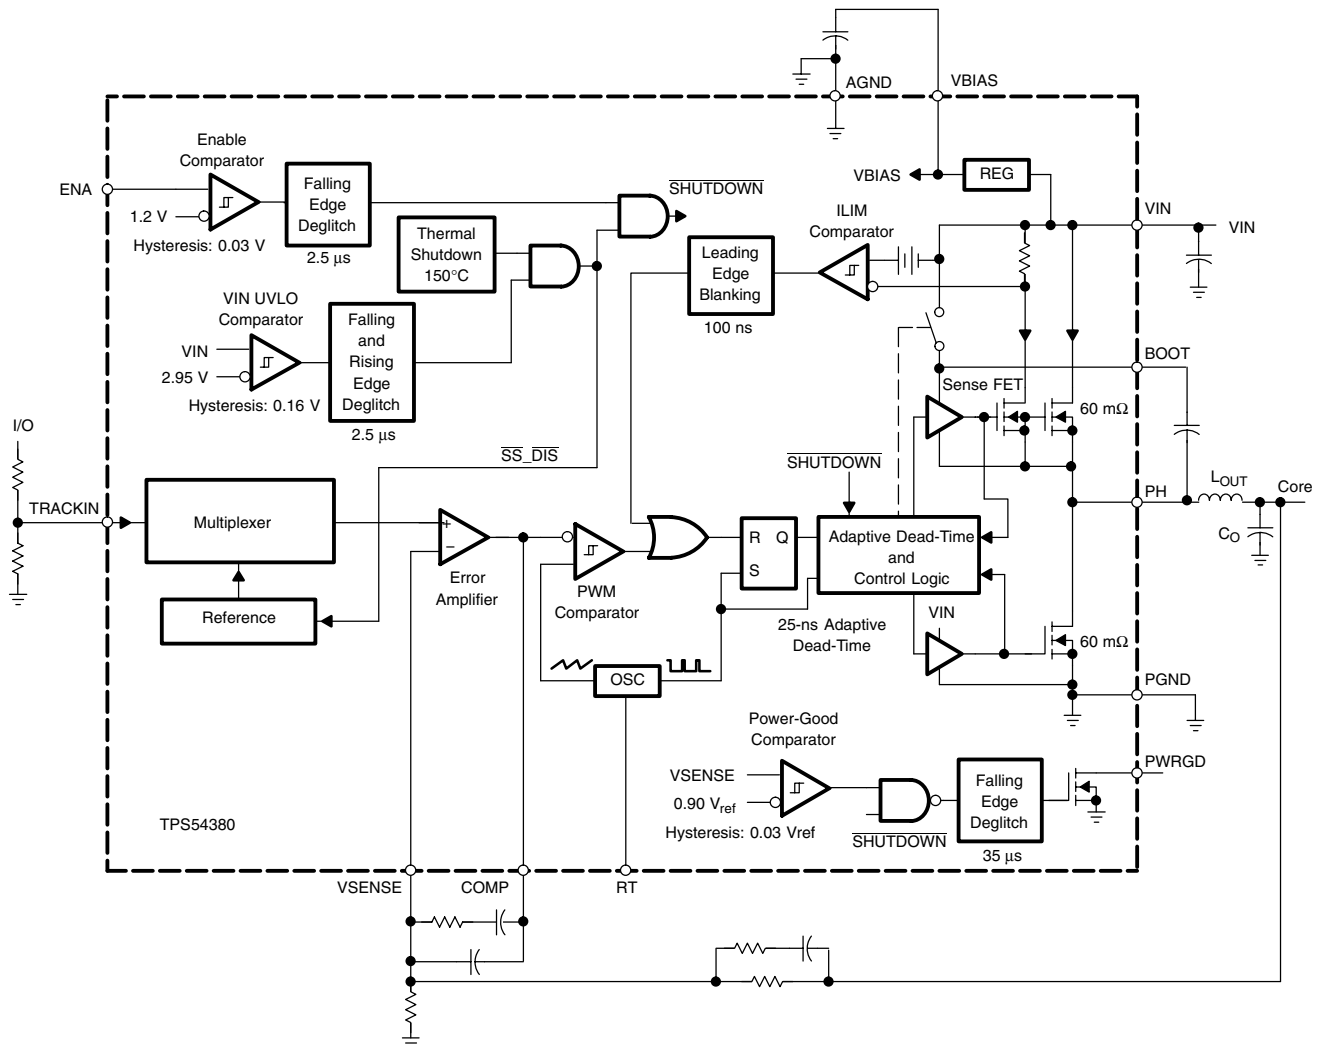 AGND
VBIAS
Enable
Comparator
ENA
1.2 V
Hysteresis: 0.03 V
Falling
Edge
Deglitch
2.5 μs
SHUTDOWN
VBIAS
REG
VIN
VIN
Thermal
Shutdown
150°C
ILIM
Comparator
Leading
Edge
Blanking
100 ns
VIN UVLO
Comparator
VIN
2.95 V
Hysteresis: 0.16 V
Falling
and
Rising
Edge
Deglitch
2.5 μs
BOOT
Sense FET
60 mΩ
I/O
SS_DIS
SHUTDOWN
TRACKIN
Multiplexer
Reference
+
−
Error
Amplifier
PWM
Comparator
R Q
S
Adaptive Dead-Time
and
Control Logic
25-ns Adaptive
Dead-Time
PH
LOUT
Core
CO
VIN
60 mΩ
OSC
PGND
Power-Good
Comparator
VSENSE
0.90 Vref
Hysteresis: 0.03 Vref
SHUTDOWN
Falling
Edge
Deglitch
35 μs
PWRGD
TPS54380
VSENSE
COMP
RT